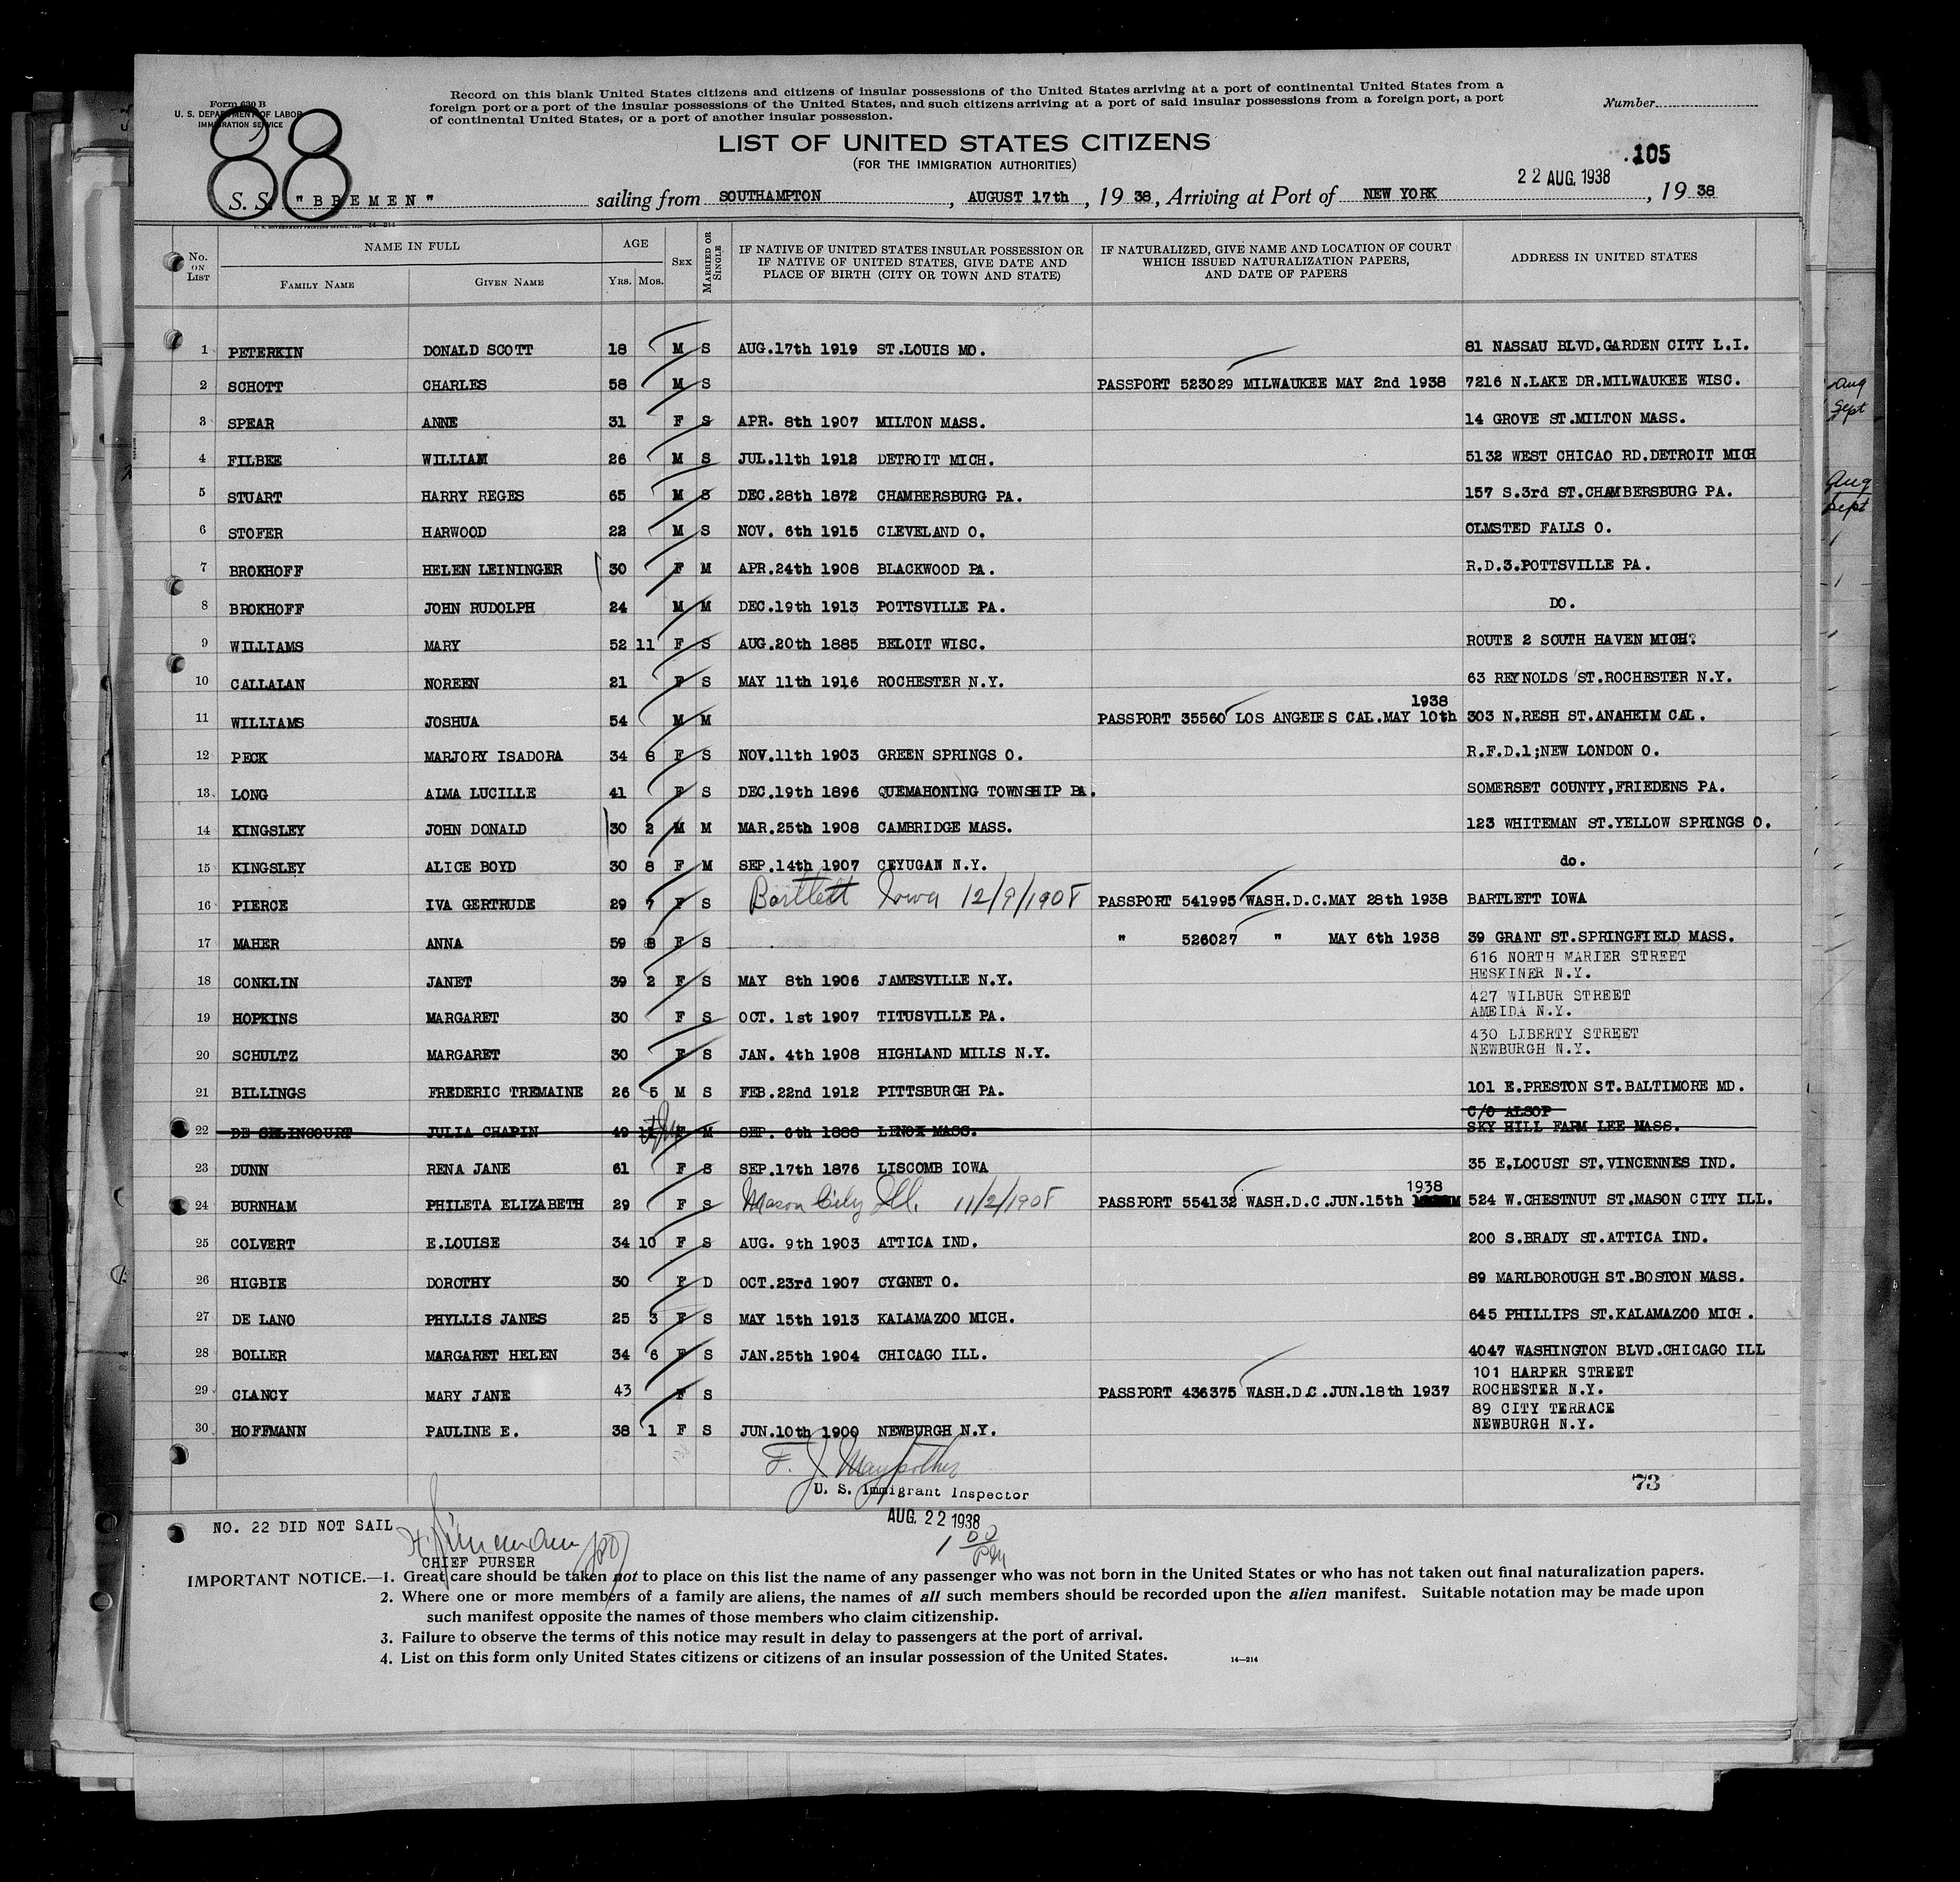 Form 630 B
U. S. DEPARTMENT OF LABOR
IMMIGRATION SERVICE
88
Record on this blank United States citizens and citizens of insular possessions of the United States arriving at a port of continental United States from a
foreign port or a port of the insular possessions of the United States, and such citizens arriving at a port of said insular possessions from a foreign port, a port
of continental United States, or a port of another insular possession.
Number
LIST OF UNITED STATES CITIZENS
(FOR THE IMMIGRATION AUTHORITIES)
105
22 AUG. 1938
S. S. "BREMEN" sailing from SOUTHAMPTON, AUGUST 17th, 1938, Arriving at Port of NEW YORK, 1938
No. ON LIST
NAME IN FULL
FAMILY NAME
GIVEN NAME
AGE
YRS. MOS.
SEX
MARRIED OR SINGLE
IF NATIVE OF UNITED STATES INSULAR POSSESSION OR
IF NATIVE OF UNITED STATES, GIVE DATE AND
PLACE OF BIRTH (CITY OR TOWN AND STATE)
IF NATURALIZED, GIVE NAME AND LOCATION OF COURT
WHICH ISSUED NATURALIZATION PAPERS,
AND DATE OF PAPERS
ADDRESS IN UNITED STATES
1 PETERKIN DONALD SCOTT 18 M S AUG.17th 1919 ST.LOUIS MO. 81 NASSAU BLVD.GARDEN CITY L.I.
2 SCHOTT CHARLES 58 M S PASSPORT 523029 MILWAUKEE MAY 2nd 1938 7216 N.LAKE DR.MILWAUKEE WISC.
3 SPEAR ANNE 31 F S APR. 8th 1907 MILTON MASS. 14 GROVE ST.MILTON MASS.
4 FILBEE WILLIAM 26 M S JUL.11th 1912 DETROIT MICH. 5132 WEST CHICAO RD.DETROIT MICH
5 STUART HARRY REGES 65 M S DEC.28th 1872 CHAMBERSBURG PA. 157 S.3rd ST.CHAMBERSBURG PA.
6 STOFER HARWOOD 22 M S NOV. 6th 1915 CLEVELAND O. OLMSTED FALLS O.
7 BROKHOFF HELEN LEININGER 30 F M APR.24th 1908 BLACKWOOD PA. R.D.3.POTTSVILLE PA.
8 BROKHOFF JOHN RUDOLPH 24 M M DEC.19th 1913 POTTSVILLE PA. DO.
9 WILLIAMS MARY 52 11 F S AUG.20th 1885 BELOIT WISC. ROUTE 2 SOUTH HAVEN MICH.
10 CALLALAN NOREEN 21 F S MAY 11th 1916 ROCHESTER N.Y. 63 REYNOLDS ST.ROCHESTER N.Y.
11 WILLIAMS JOSHUA 54 M M PASSPORT 35560 LOS ANGELES CAL.MAY 10th 1938 303 N.RESH ST.ANAHEIM CAL.
12 PECK MARJORY ISADORA 34 8 F S NOV.11th 1903 GREEN SPRINGS O. R.F.D.1;NEW LONDON O.
13 LONG ALMA LUCILLE 41 F S DEC.19th 1896 QUEMAHONING TOWNSHIP PA. SOMERSET COUNTY,FRIEDENS PA.
14 KINGSLEY JOHN DONALD 30 2 M M MAR.25th 1908 CAMBRIDGE MASS. 123 WHITEMAN ST.YELLOW SPRINGS O.
15 KINGSLEY ALICE BOYD 30 8 F M SEP.14th 1907 CEYUGAN N.Y. do.
16 PIERCE IVA GERTRUDE 29 7 F S Bartlett Iowa 12/9/1908 PASSPORT 541995 WASH.D.C.MAY 28th 1938 BARTLETT IOWA
17 MAHER ANNA 59 8 F S " 526027 " MAY 6th 1938 39 GRANT ST.SPRINGFIELD MASS.
18 CONKLIN JANET 39 2 F S MAY 8th 1906 JAMESVILLE N.Y. 616 NORTH MARIER STREET
HESKINER N.Y.
19 HOPKINS MARGARET 30 F S OCT. 1st 1907 TITUSVILLE PA. 427 WILBUR STREET
AMEIDA N.Y.
20 SCHULTZ MARGARET 30 F S JAN. 4th 1908 HIGHLAND MILLS N.Y. 430 LIBERTY STREET
NEWBURGH N.Y.
21 BILLINGS FREDERIC TREMAINE 26 5 M S FEB.22nd 1912 PITTSBURGH PA. 101 E.PRESTON ST.BALTIMORE MD.
C/O ALSOP
22 DE SELINCOURT JULIA CHAPIN 49 11 F M SEP. 6th 1888 LENOX MASS. SKY HILL FARM LEE MASS.
23 DUNN RENA JANE 61 F S SEP.17th 1876 LISCOMB IOWA 35 E.LOCUST ST.VINCENNES IND.
24 BURNHAM PHILETA ELIZABETH 29 F S Mason City Ill. 11/2/1908 PASSPORT 554132 WASH.D.C.JUN.15th 1938 524 W.CHESTNUT ST.MASON CITY ILL.
25 COLVERT E.LOUISE 34 10 F S AUG. 9th 1903 ATTICA IND. 200 S.BRADY ST.ATTICA IND.
26 HIGBIE DOROTHY 30 F D OCT.23rd 1907 CYGNET O. 89 MARLBOROUGH ST.BOSTON MASS.
27 DE LANO PHYLLIS JANES 25 3 F S MAY 15th 1913 KALAMAZOO MICH. 645 PHILLIPS ST.KALAMAZOO MICH.
28 BOLLER MARGARET HELEN 34 6 F S JAN.25th 1904 CHICAGO ILL. 4047 WASHINGTON BLVD.CHICAGO ILL
29 CLANCY MARY JANE 43 F S PASSPORT 436375 WASH.D.C.JUN.18th 1937 101 HARPER STREET
ROCHESTER N.Y.
30 HOFFMANN PAULINE E. 38 1 F S JUN.10th 1900 NEWBURGH N.Y. 89 CITY TERRACE
NEWBURGH N.Y.
U. S. Immigrant Inspector
73
AUG. 22 1938
1 00 PM
NO. 22 DID NOT SAIL
CHIEF PURSER
IMPORTANT NOTICE.—1. Great care should be taken not to place on this list the name of any passenger who was not born in the United States or who has not taken out final naturalization papers.
2. Where one or more members of a family are aliens, the names of all such members should be recorded upon the alien manifest. Suitable notation may be made upon
such manifest opposite the names of those members who claim citizenship.
3. Failure to observe the terms of this notice may result in delay to passengers at the port of arrival.
4. List on this form only United States citizens or citizens of an insular possession of the United States.
14—214
Aug
Sept
Aug
Sept